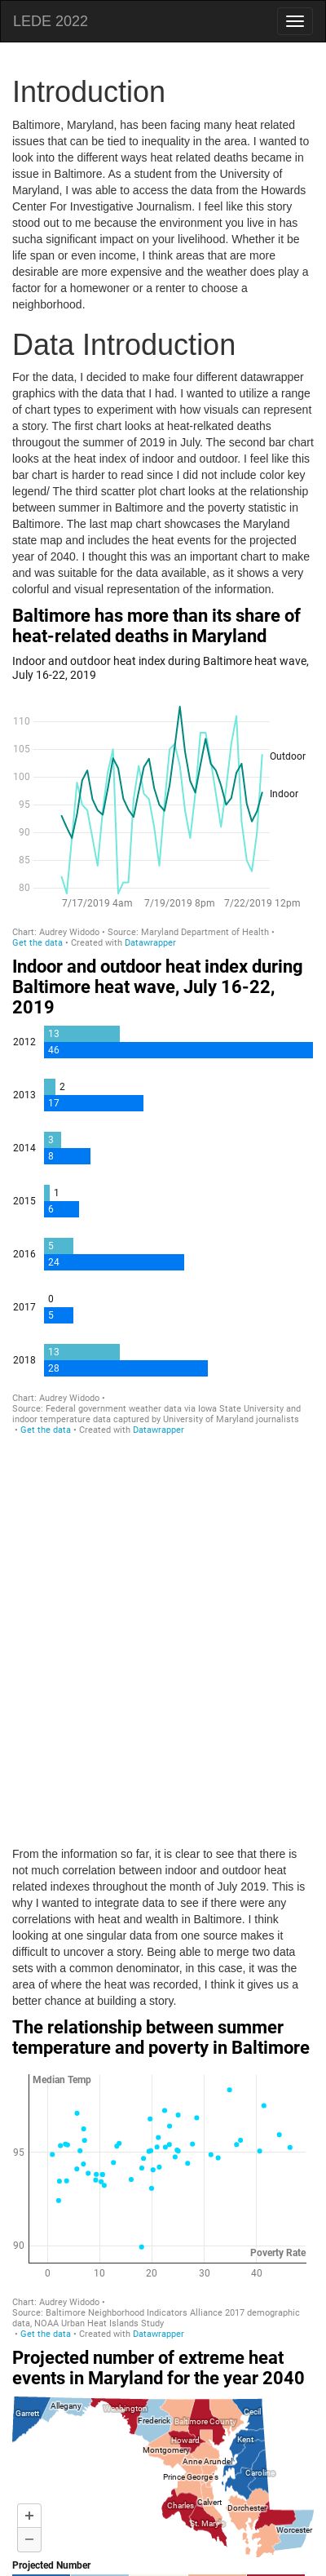 LEDE 2022
Introduction
Baltimore, Maryland, has been facing many heat related
issues that can be tied to inequality in the area. I wanted to
look into the different ways heat related deaths became in
issue in Baltimore. As a student from the University of
Maryland, I was able to access the data from the Howards
Center For Investigative Journalism. I feel like this story
stood out to me because the environment you live in has
sucha significant impact on your livelihood. Whether it be
life span or even income, I think areas that are more
desirable are more expensive and the weather does play a
factor for a homewoner or a renter to choose a
neighborhood.
Data Introduction
For the data, I decided to make four different datawrapper
graphics with the data that I had. I wanted to utilize a range
of chart types to experiment with how visuals can represent
a story. The first chart looks at heat-relkated deaths
througout the summer of 2019 in July. The second bar chart
looks at the heat index of indoor and outdoor. I feel like this
bar chart is harder to read since I did not include color key
legend/ The third scatter plot chart looks at the relationship
between summer in Baltimore and the poverty statistic in
Baltimore. The last map chart showcases the Maryland
state map and includes the heat events for the projected
year of 2040. I thought this was an important chart to make
and was suitable for the data available, as it shows a very
colorful and visual representation of the information.
Baltimore has more than its share of
heat-related deaths in Maryland
Indoor and outdoor heat index during Baltimore heat wave,
July 16-22, 2019
110
105
100
95
90
85
80
Outdoor
Indoor
7/17/2019 4am 7/19/2019 8pm 7/22/2019 12pm
Chart: Audrey Widodo • Source: Maryland Department of Health •
Get the data • Created with Datawrapper
Indoor and outdoor heat index during
Baltimore heat wave, July 16-22,
2019
2012 13
46
2013 2
17
2014 3
8
2015 1
6
2016 5
24
2017 0
5
2018 13
28
Chart: Audrey Widodo •
Source: Federal government weather data via Iowa State University and
indoor temperature data captured by University of Maryland journalists
• Get the data • Created with Datawrapper
From the information so far, it is clear to see that there is
not much correlation between indoor and outdoor heat
related indexes throughout the month of July 2019. This is
why I wanted to integrate data to see if there were any
correlations with heat and wealth in Baltimore. I think
looking at one singular data from one source makes it
difficult to uncover a story. Being able to merge two data
sets with a common denominator, in this case, it was the
area of where the heat was recorded, I think it gives us a
better chance at building a story.
The relationship between summer
temperature and poverty in Baltimore
Median Temp
95
90
Poverty Rate
0 10 20 30 40
Chart: Audrey Widodo •
Source: Baltimore Neighborhood Indicators Alliance 2017 demographic
data, NOAA Urban Heat Islands Study
• Get the data • Created with Datawrapper
Projected number of extreme heat
events in Maryland for the year 2040
Garrett
Allegany
Washington
Frederick
Baltimore County
Cecil
Howard
Kent
Montgomery
Anne Arundel
Prince George's
Caroline
Charles
Calvert
Dorchester
St. Mary's
Worcester
+
−
Projected Number